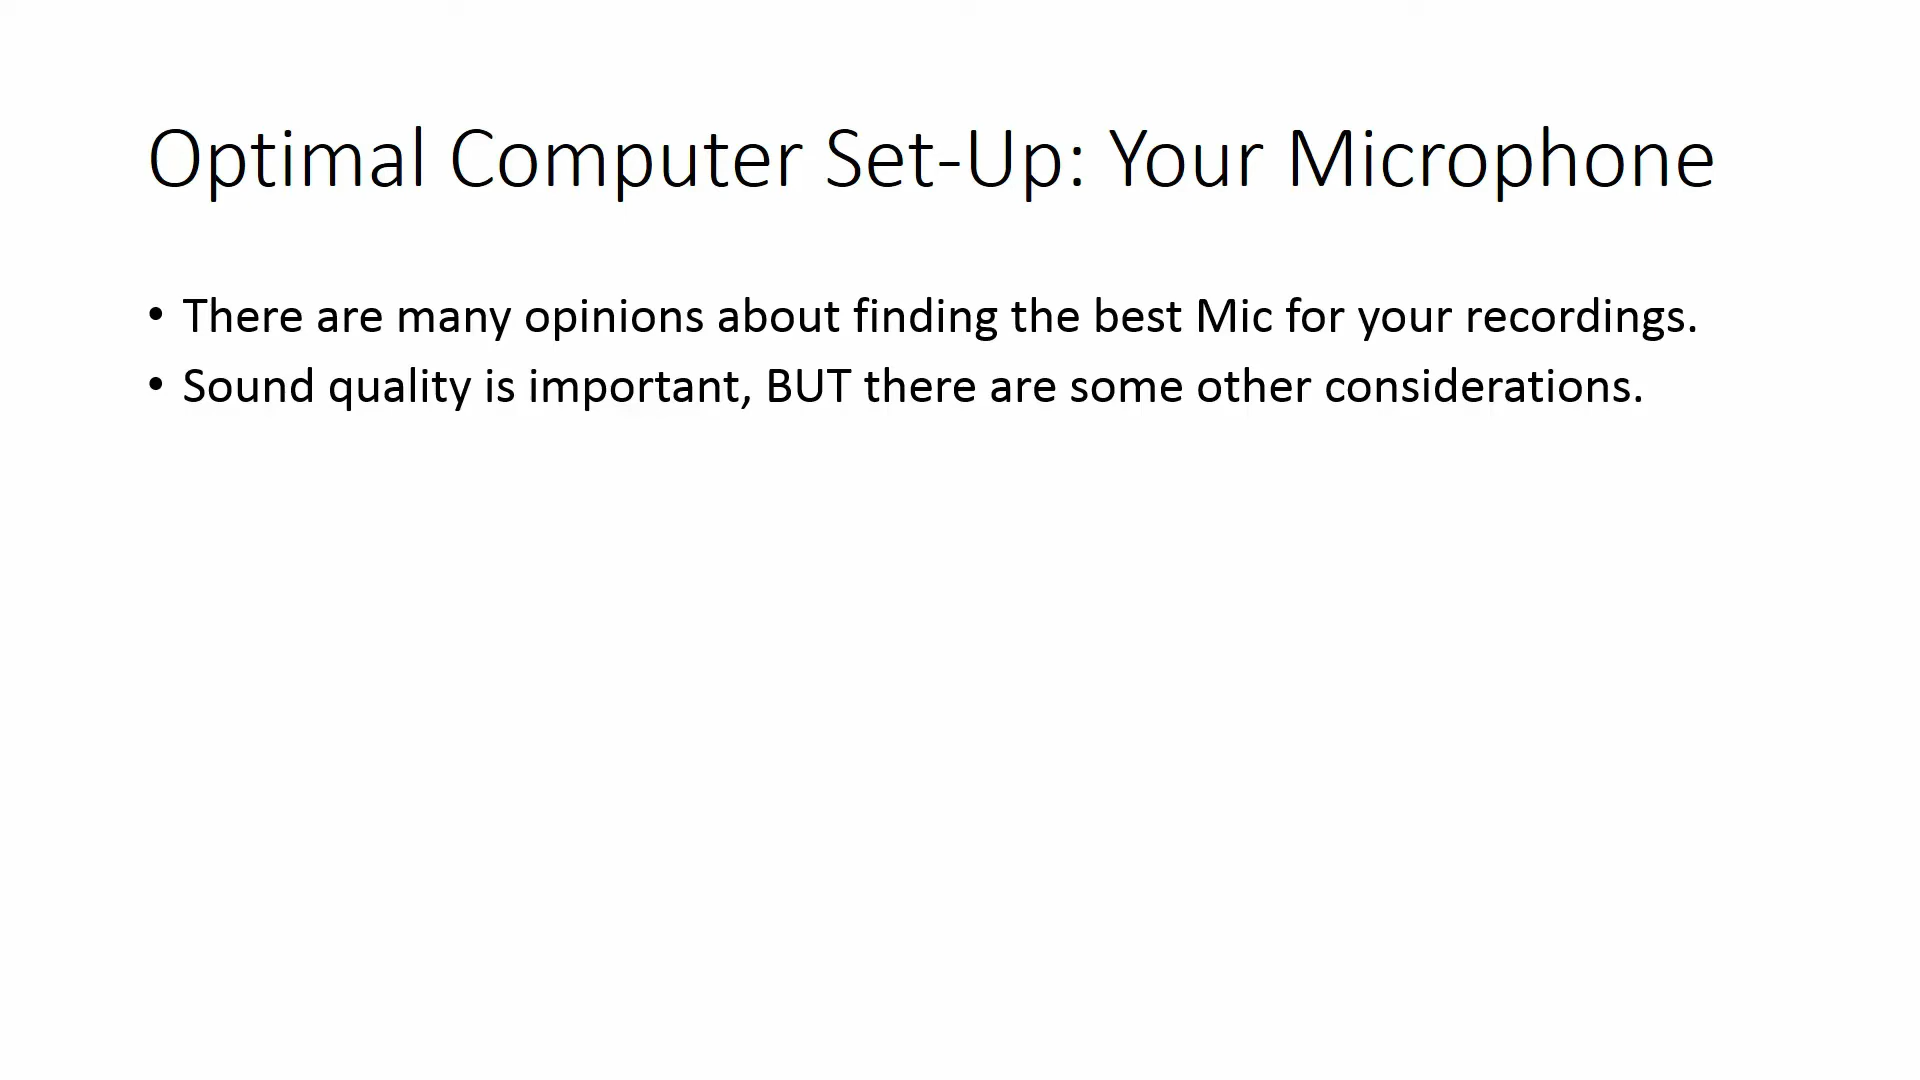 Optimal Computer Set-Up: Your Microphone
• There are many opinions about finding the best Mic for your recordings.
• Sound quality is important, BUT there are some other considerations.